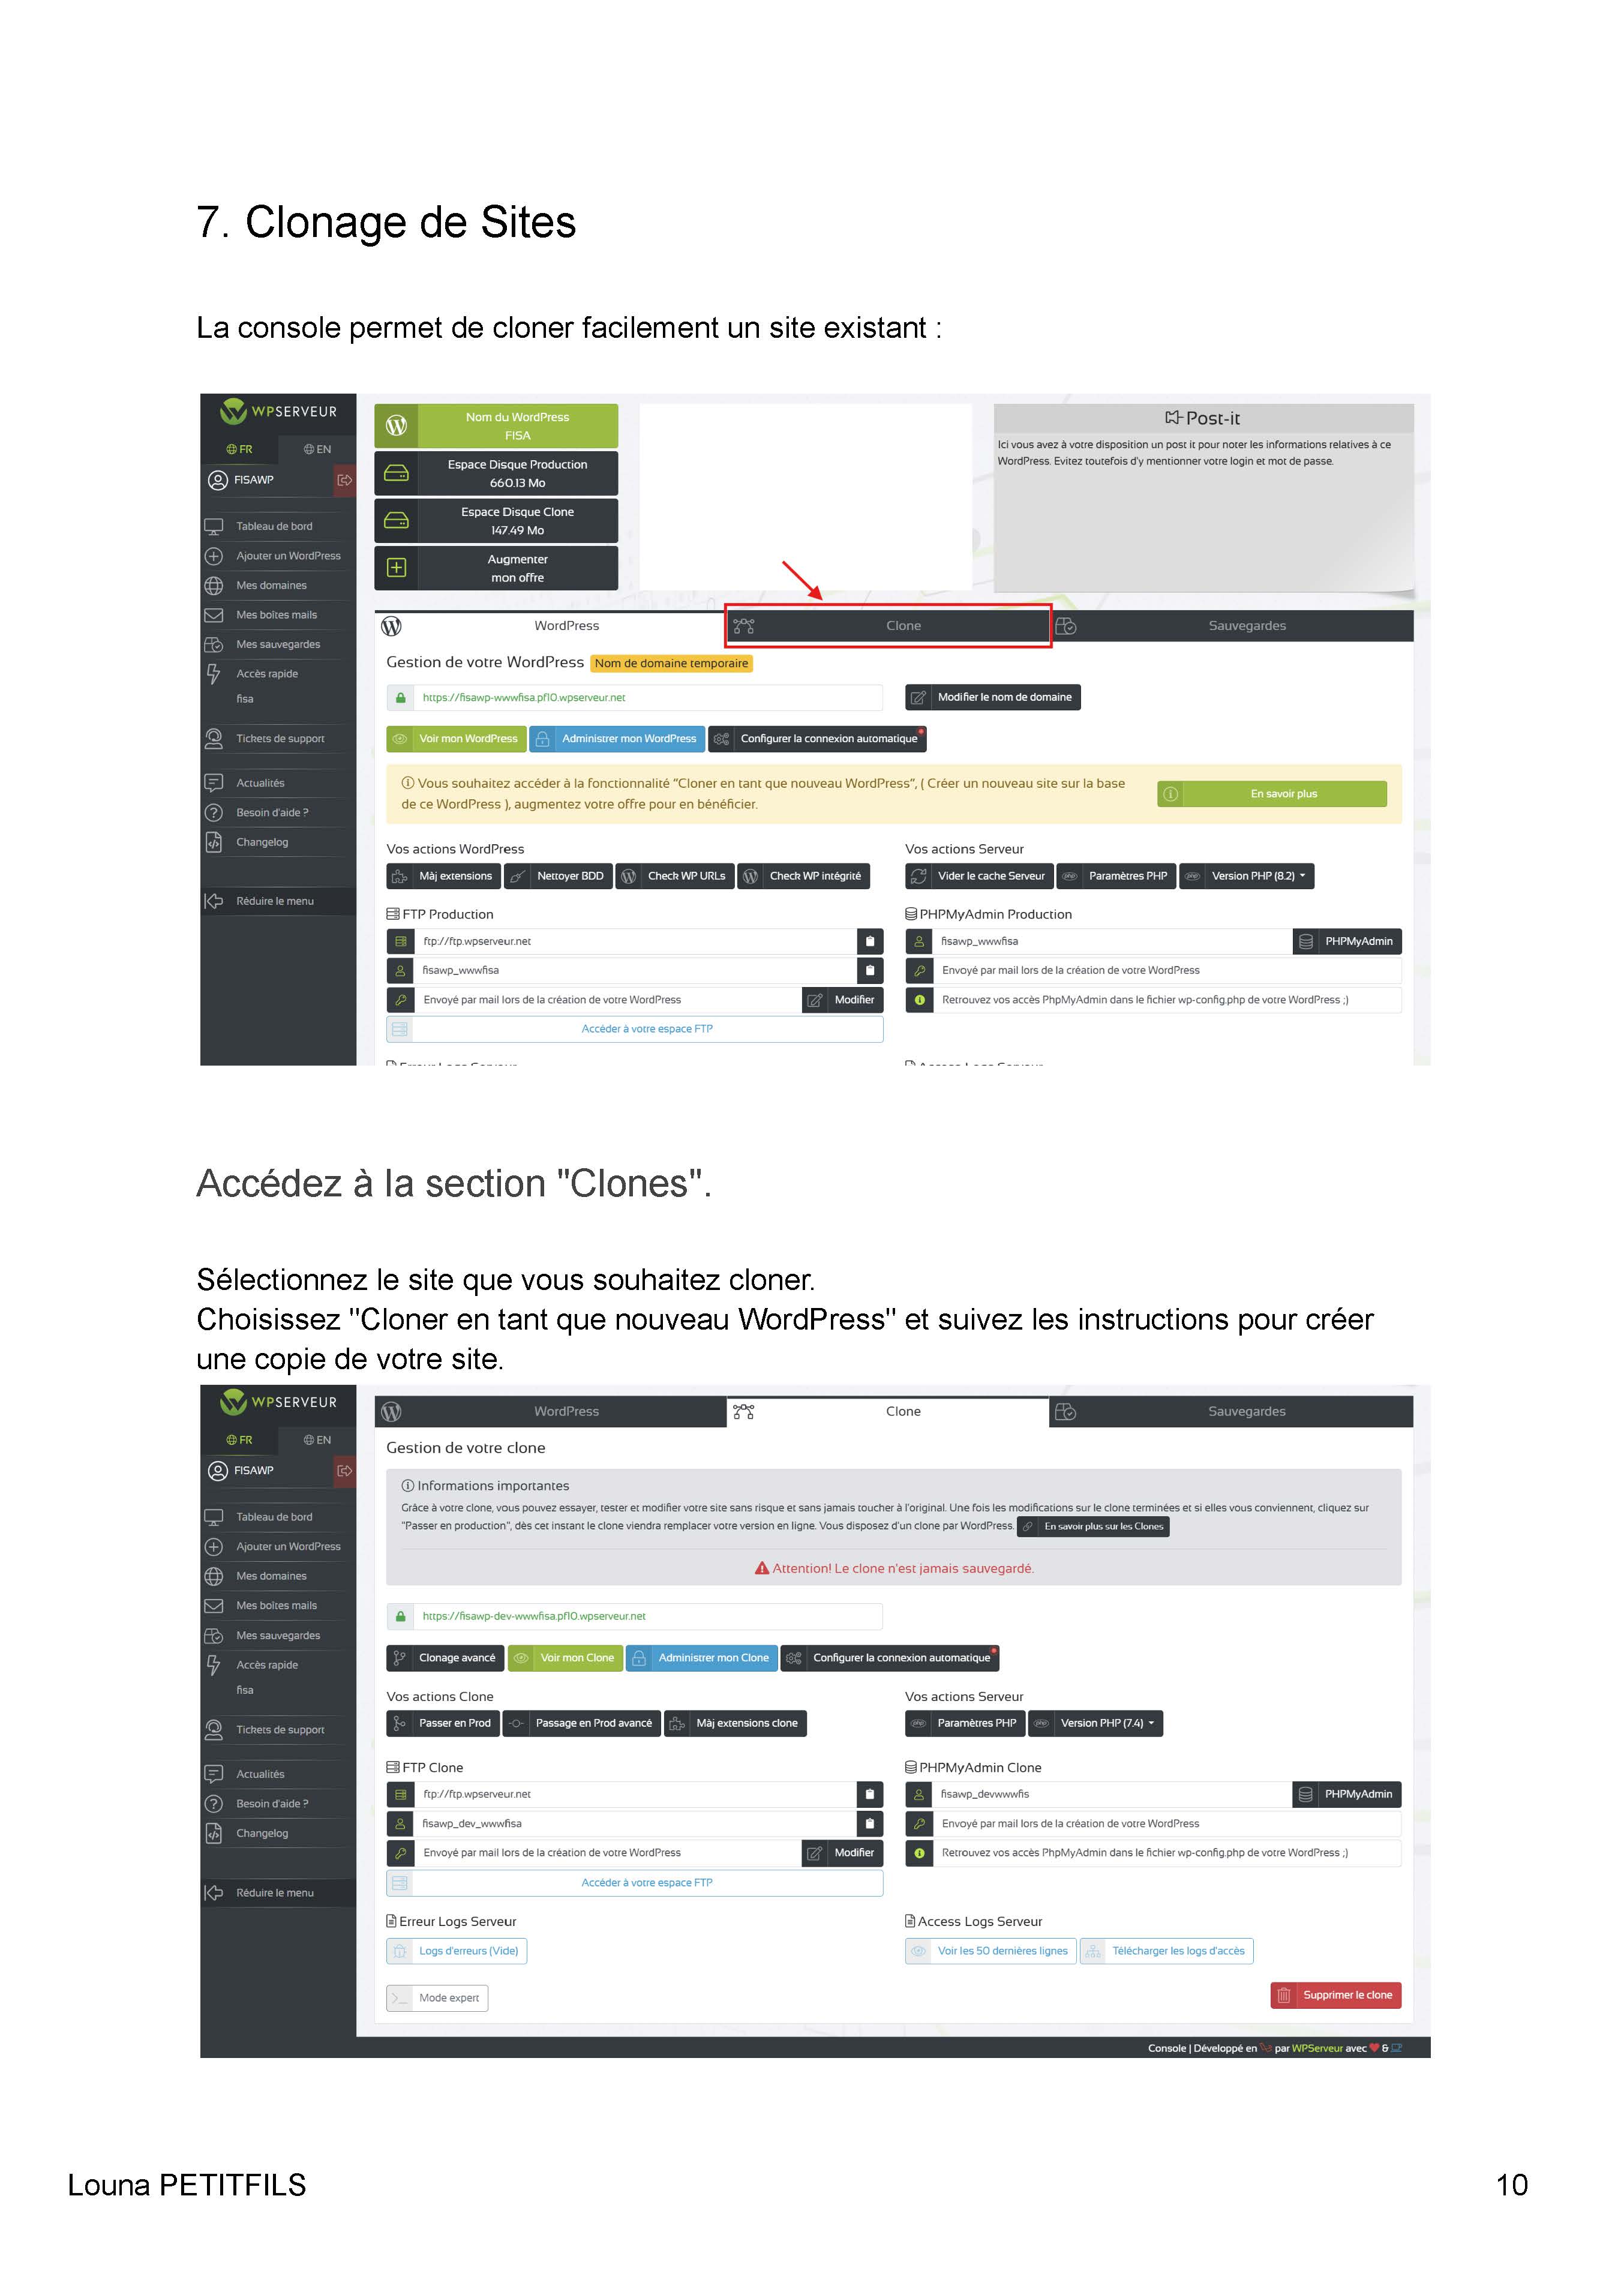 7. Clonage de Sites
La console permet de cloner facilement un site existant :
WPSERVEUR
FR
EN
FISAWP
Tableau de bord
Ajouter un WordPress
Mes domaines
Mes boîtes mails
Mes sauvegardes
Accès rapide
fisa
Tickets de support
Actualités
Besoin d'aide ?
Changelog
Réduire le menu
Nom du WordPress
FISA
Espace Disque Production
660.13 Mo
Espace Disque Clone
147.49 Mo
Augmenter
mon offre
Post-it
Ici vous avez à votre disposition un post it pour noter les informations relatives à ce
WordPress. Evitez toutefois d'y mentionner votre login et mot de passe.
WordPress
Clone
Sauvegardes
Gestion de votre WordPress
Nom de domaine temporaire
https://fisawp-wwwfisa.pf10.wpserveur.net
Modifier le nom de domaine
Voir mon WordPress
Administrer mon WordPress
Configurer la connexion automatique
Vous souhaitez accéder à la fonctionnalité "Cloner en tant que nouveau WordPress", ( Créer un nouveau site sur la base
de ce WordPress ), augmentez votre offre pour en bénéficier.
En savoir plus
Vos actions WordPress
Màj extensions
Nettoyer BDD
Check WP URLs
Check WP intégrité
Vos actions Serveur
Vider le cache Serveur
Paramètres PHP
Version PHP (8.2)
FTP Production
ftp://ftp.wpserveur.net
fisawp_wwwfisa
Envoyé par mail lors de la création de votre WordPress
Modifier
Accéder à votre espace FTP
PHPMyAdmin Production
fisawp_wwwfisa
PHPMyAdmin
Envoyé par mail lors de la création de votre WordPress
Retrouvez vos accès PhpMyAdmin dans le fichier wp-config.php de votre WordPress ;)
Erreur Logs Serveur
Access Logs Serveur
Accédez à la section "Clones".
Sélectionnez le site que vous souhaitez cloner.
Choisissez "Cloner en tant que nouveau WordPress" et suivez les instructions pour créer
une copie de votre site.
WPSERVEUR
FR
EN
FISAWP
Tableau de bord
Ajouter un WordPress
Mes domaines
Mes boîtes mails
Mes sauvegardes
Accès rapide
fisa
Tickets de support
Actualités
Besoin d'aide ?
Changelog
Réduire le menu
WordPress
Clone
Sauvegardes
Gestion de votre clone
Informations importantes
Grâce à votre clone, vous pouvez essayer, tester et modifier votre site sans risque et sans jamais toucher à l'original. Une fois les modifications sur le clone terminées et si elles vous conviennent, cliquez sur
"Passer en production", dès cet instant le clone viendra remplacer votre version en ligne. Vous disposez d'un clone par WordPress.
En savoir plus sur les Clones
Attention! Le clone n'est jamais sauvegardé.
https://fisawp-dev-wwwfisa.pf10.wpserveur.net
Clonage avancé
Voir mon Clone
Administrer mon Clone
Configurer la connexion automatique
Vos actions Clone
Passer en Prod
Passage en Prod avancé
Màj extensions clone
Vos actions Serveur
Paramètres PHP
Version PHP (7.4)
FTP Clone
ftp://ftp.wpserveur.net
fisawp_dev_wwwfisa
Envoyé par mail lors de la création de votre WordPress
Modifier
Accéder à votre espace FTP
PHPMyAdmin Clone
fisawp_devwwwfis
PHPMyAdmin
Envoyé par mail lors de la création de votre WordPress
Retrouvez vos accès PhpMyAdmin dans le fichier wp-config.php de votre WordPress ;)
Erreur Logs Serveur
Logs d'erreurs (Vide)
Access Logs Serveur
Voir les 50 dernières lignes
Télécharger les logs d'accès
Mode expert
Supprimer le clone
Console | Développé en par WPServeur avec &
Louna PETITFILS
10